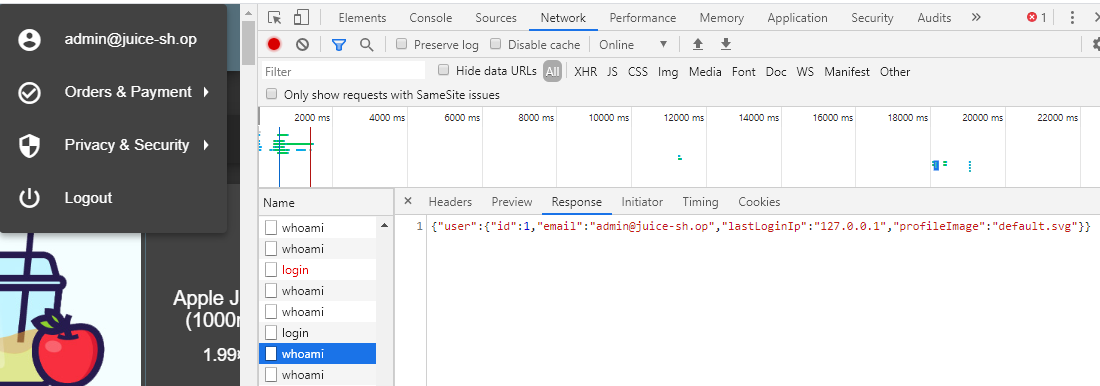 admin@juice-sh.op
Orders & Payment
Privacy & Security
Logout
Apple J
(1000m
1.99¤
Elements Console Sources Network Performance Memory Application Security Audits » 1
Preserve log Disable cache Online
Filter Hide data URLs All XHR JS CSS Img Media Font Doc WS Manifest Other
Only show requests with SameSite issues
2000 ms 4000 ms 6000 ms 8000 ms 10000 ms 12000 ms 14000 ms 16000 ms 18000 ms 20000 ms 22000 ms
Name × Headers Preview Response Initiator Timing Cookies
1 {"user":{"id":1,"email":"admin@juice-sh.op","lastLoginIp":"127.0.0.1","profileImage":"default.svg"}}
whoami
whoami
login
whoami
whoami
login
whoami
whoami